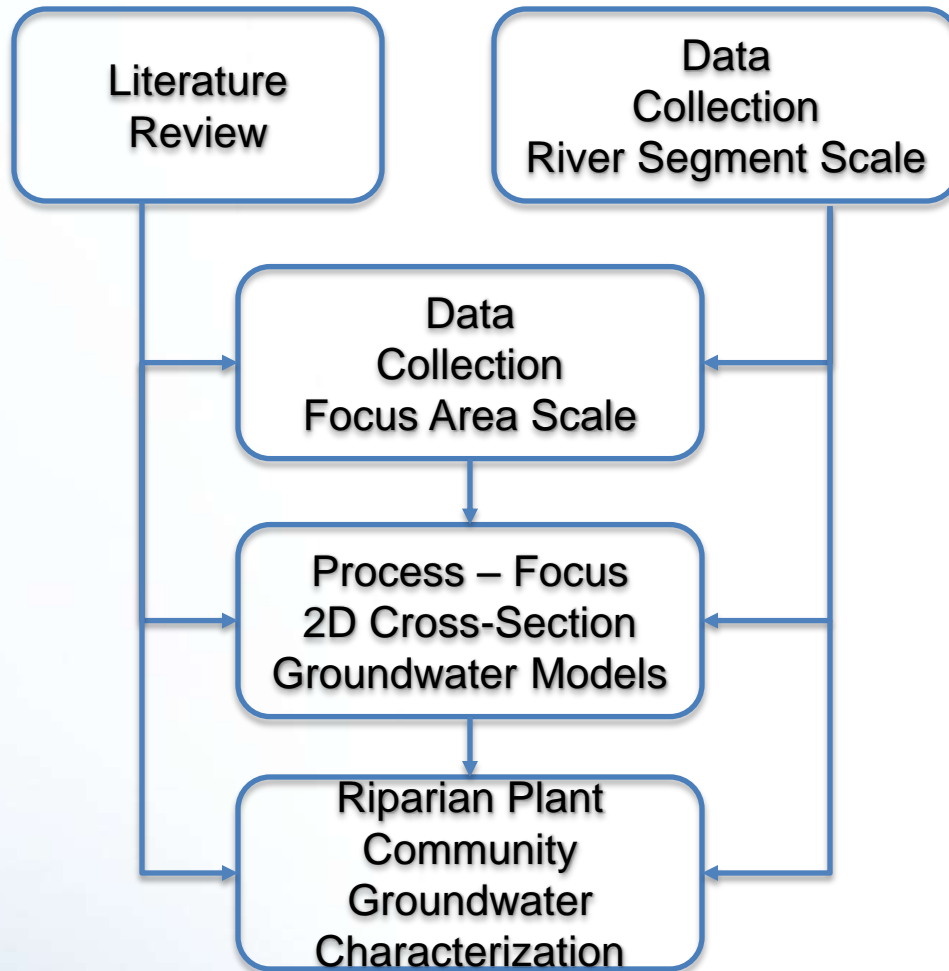 Literature
Review
Data
Collection
River Segment Scale
Data
Collection
Focus Area Scale
Process – Focus
2D Cross-Section
Groundwater Models
Riparian Plant
Community
Groundwater
Characterization